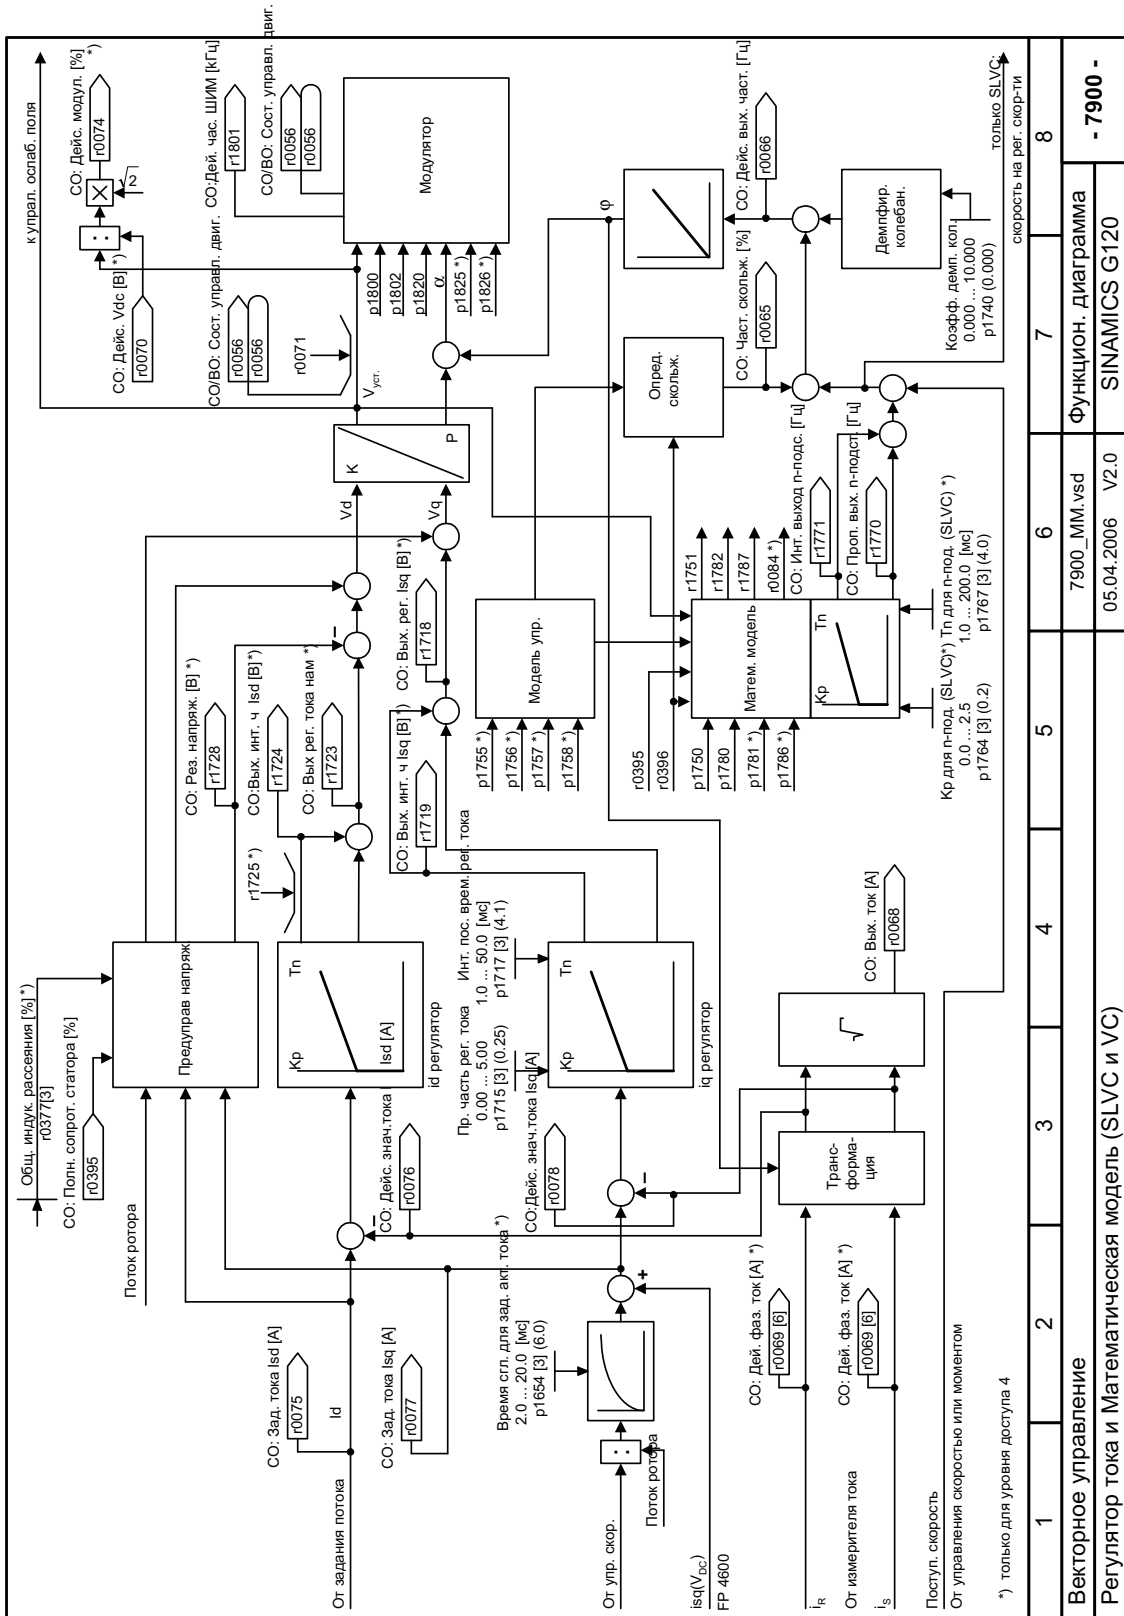 к упрал. ослаб. поля
CO: Дейс. модул. [%]
*)
r0074
√2
CO: Дейс. Vdc [В] *)
r0070
CO/BO: Сост. управл. двиг.
r0056
r0056
CO:Дей. час. ШИМ [кГц]
r1801
CO/BO: Сост. управл. двиг.
r0056
r0056
r0071
Vуст.
Модулятор
p1800
p1802
p1820
α
p1825 *)
p1826 *)
K
P
Vd
Vq
φ
CO: Дейс. вых. част. [Гц]
r0066
CO: Част. скольж. [%]
r0065
Опред.
скольж.
Демпфир.
колебан.
Коэфф. демп. кол.
0.000 ... 10.000
p1740 (0.000)
только SLVC:
скорость на рег. скор-ти
Общ. индук. рассеяния [%] *)
r0377[3]
CO: Полн. сопрот. статора [%]
r0395
Поток ротора
Предуправ напряж
CO: Рез. напряж. [В] *)
r1728
CO:Вых. инт. ч Isd [В]*)
r1724
CO: Вых рег. тока нам *)
r1723
r1725 *)
Kp
Tn
Isd [A]
id регулятор
CO: Дейс. знач.тока
r0076
CO: Вых. рег. Isq [В] *)
r1718
CO: Вых. инт. ч Isq [В] *)
r1719
Пр. часть рег. тока
0.00 ... 5.00
p1715 [3] (0.25)
Инт. пос. врем. рег. тока
1.0 ... 50.0 [мс]
p1717 [3] (4.1)
Isq [A]
Kp
Tn
iq регулятор
CO:Дейс. знач.тока
r0078
Модель упр.
p1755 *)
p1756 *)
p1757 *)
p1758 *)
r0395
r0396
p1750
p1780
p1781 *)
p1786 *)
Матем. модель
Kp
Tn
r1751
r1782
r1787
r0084 *)
CO: Инт. выход n-подс. [Гц]
r1771
CO: Проп. вых. n-подст. [Гц]
r1770
Kp для n-под. (SLVC)*)
0.0 ... 2.5
p1764 [3] (0.2)
Tn для n-под. (SLVC) *)
1.0 ... 200.0 [мс]
p1767 [3] (4.0)
CO: Вых. ток [A]
r0068
Транс-
форма-
ция
От задания потока
Id
CO: Зад. тока Isd [A]
r0075
CO: Зад. тока Isq [A]
r0077
Время сгл. для зад. акт. тока *)
2.0 ... 20.0 [мс]
p1654 [3] (6.0)
От упр. скор.
Поток ротора
isq(VDC)
FP 4600
CO: Дей. фаз. ток [A] *)
r0069 [6]
CO: Дей. фаз. ток [A] *)
r0069 [6]
iR
От измерителя тока
iS
Поступ. скорость
От управления скоростью или моментом
*) только для уровня доступа 4
1 2 3 4 5 6 7 8
Векторное управление
7900_MM.vsd
Функцион. диаграмма
- 7900 -
Регулятор тока и Математическая модель (SLVC и VC)
05.04.2006 V2.0
SINAMICS G120